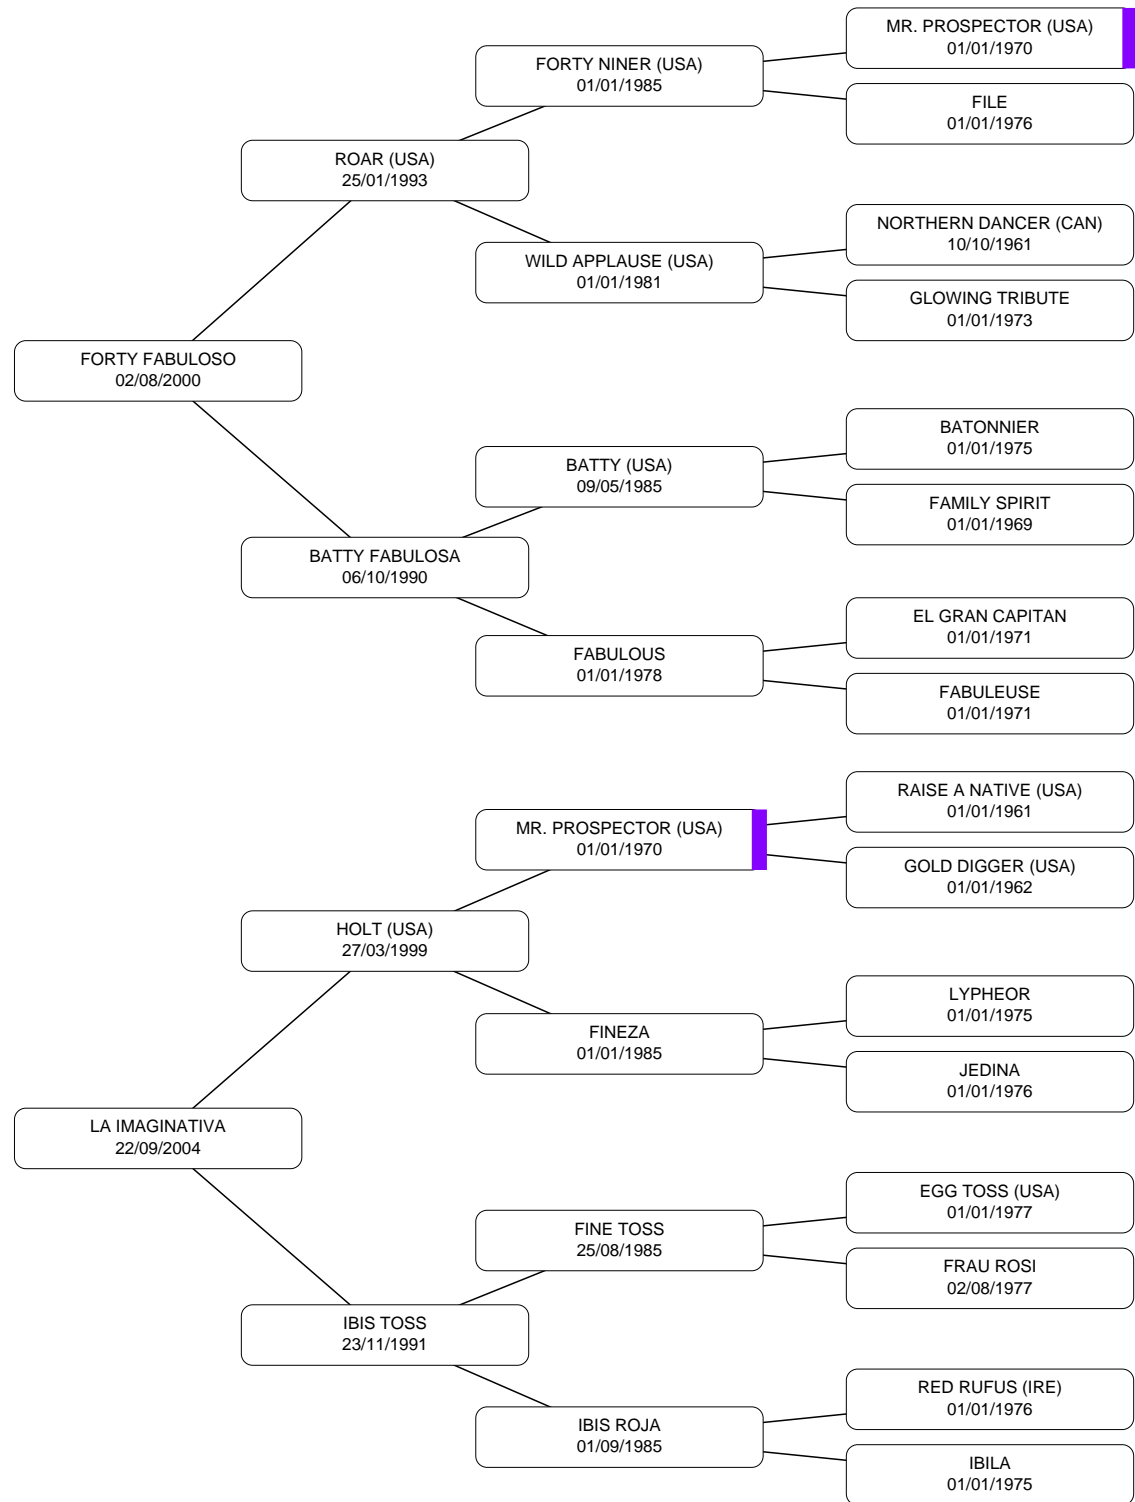 MR. PROSPECTOR (USA)
01/01/1970
FORTY NINER (USA)
01/01/1985
FILE
01/01/1976
ROAR (USA)
25/01/1993
NORTHERN DANCER (CAN)
10/10/1961
WILD APPLAUSE (USA)
01/01/1981
GLOWING TRIBUTE
01/01/1973
FORTY FABULOSO
02/08/2000
BATONNIER
01/01/1975
BATTY (USA)
09/05/1985
FAMILY SPIRIT
01/01/1969
BATTY FABULOSA
06/10/1990
EL GRAN CAPITAN
01/01/1971
FABULOUS
01/01/1978
FABULEUSE
01/01/1971
RAISE A NATIVE (USA)
01/01/1961
MR. PROSPECTOR (USA)
01/01/1970
GOLD DIGGER (USA)
01/01/1962
HOLT (USA)
27/03/1999
LYPHEOR
01/01/1975
FINEZA
01/01/1985
JEDINA
01/01/1976
LA IMAGINATIVA
22/09/2004
EGG TOSS (USA)
01/01/1977
FINE TOSS
25/08/1985
FRAU ROSI
02/08/1977
IBIS TOSS
23/11/1991
RED RUFUS (IRE)
01/01/1976
IBIS ROJA
01/09/1985
IBILA
01/01/1975